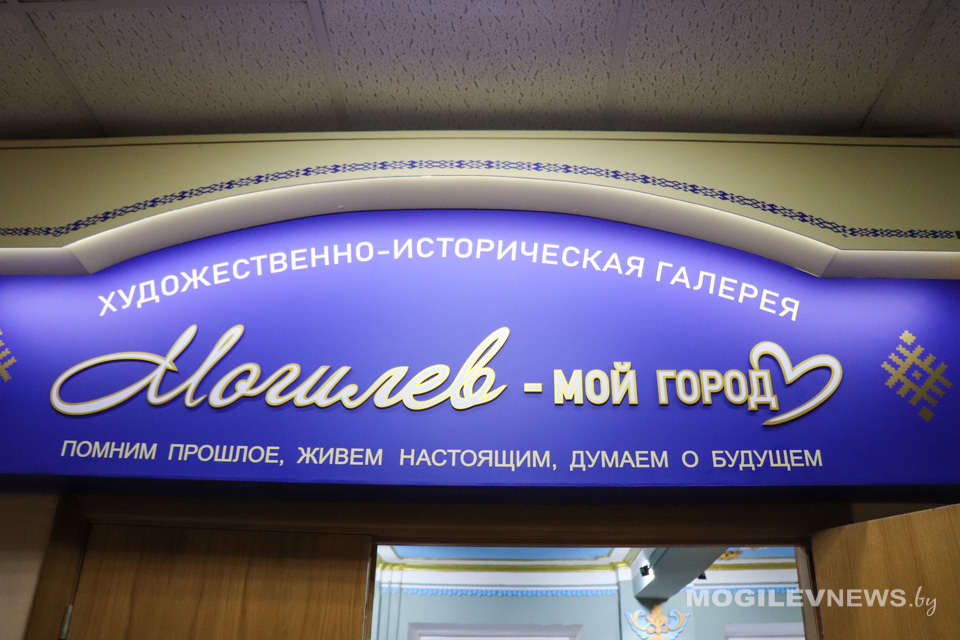 ХУДОЖЕСТВЕННО-ИСТОРИЧЕСКАЯ ГАЛЕРЕЯ
Могилев - МОЙ ГОРОД
ПОМНИМ ПРОШЛОЕ, ЖИВЕМ НАСТОЯЩИМ, ДУМАЕМ О БУДУЩЕМ
MOGILEVNEWS.by